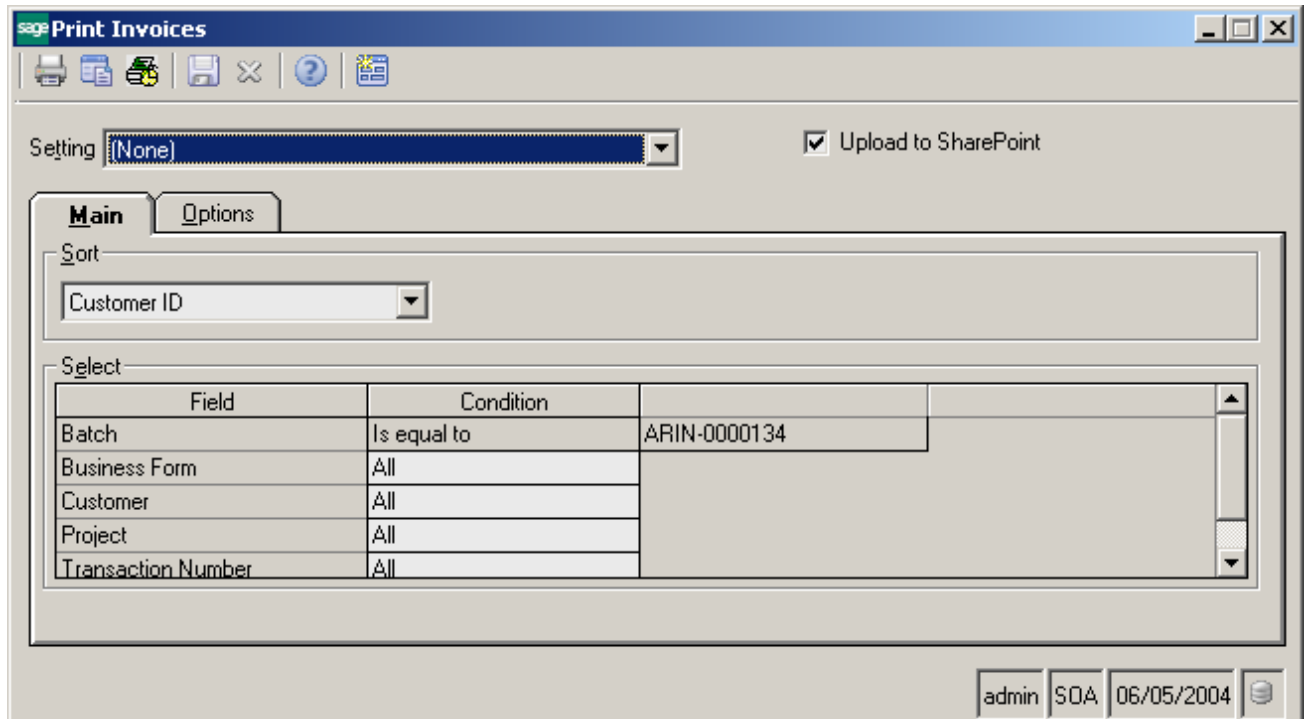 sage Print Invoices
Setting (None) Upload to SharePoint
Main Options
Sort
Customer ID
Select
Field Condition
Batch Is equal to ARIN-0000134
Business Form All
Customer All
Project All
Transaction Number All
admin SOA 06/05/2004